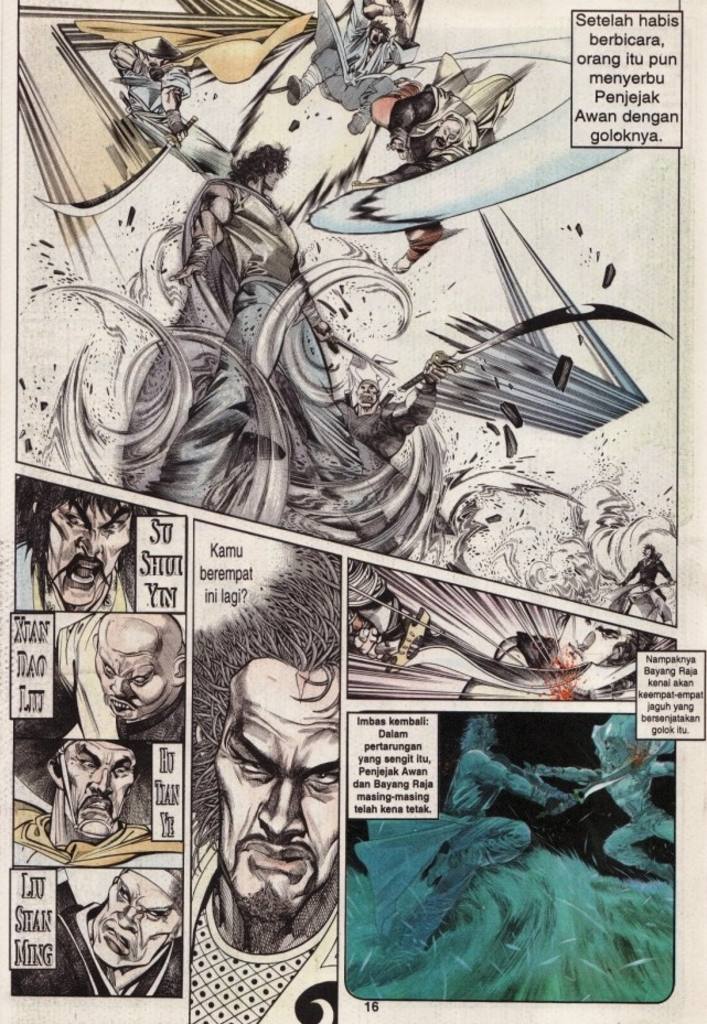 Setelah habis
berbicara,
orang itu pun
menyerbu
Penjejak
Awan dengan
goloknya.
SU
SHUI
YIN
XIAN
DAO
LIU
HU
TIAN
YE
LIU
SHAN
MING
Kamu
berempat
ini lagi?
Nampaknya
Bayang Raja
kenal akan
keempat-empat
jaguh yang
bersenjatakan
golok itu.
Imbas kembali:
Dalam
pertarungan
yang sengit itu,
Penjejak Awan
dan Bayang Raja
masing-masing
telah kena tetak.
16